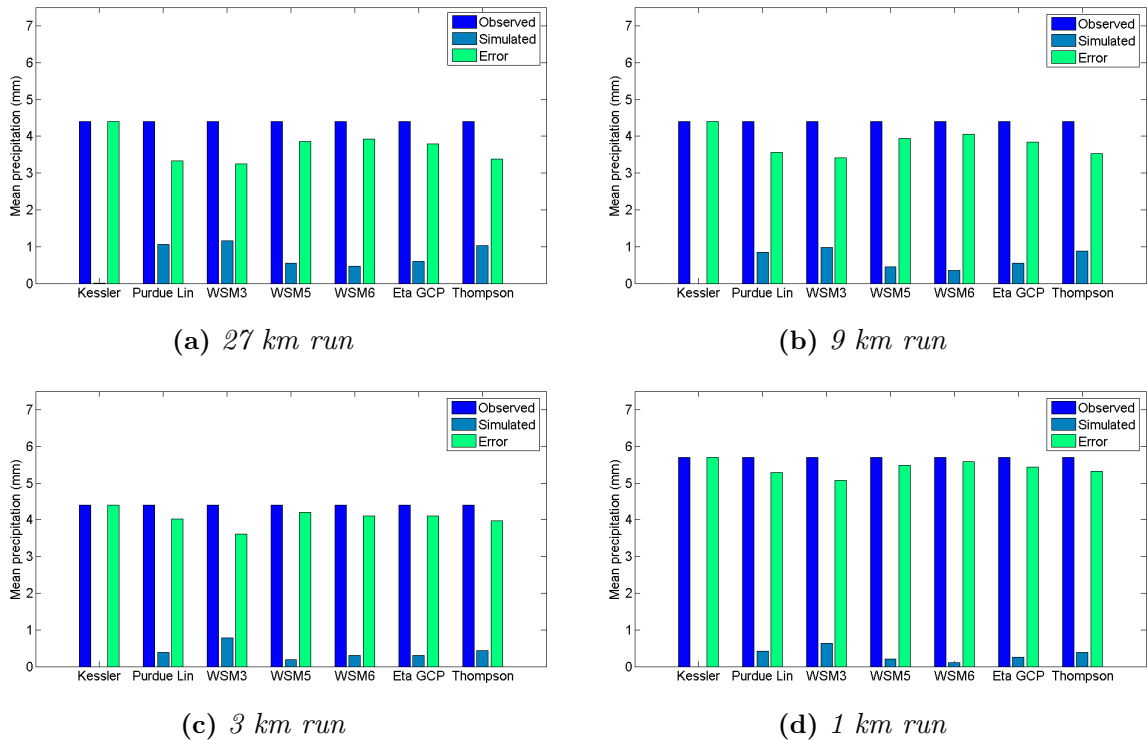 Mean precipitation (mm)
7
6
5
4
3
2
1
0
Observed
Simulated
Error
Kessler Purdue Lin WSM3 WSM5 WSM6 Eta GCP Thompson
(a) 27 km run
Mean precipitation (mm)
7
6
5
4
3
2
1
0
Observed
Simulated
Error
Kessler Purdue Lin WSM3 WSM5 WSM6 Eta GCP Thompson
(b) 9 km run
Mean precipitation (mm)
7
6
5
4
3
2
1
0
Observed
Simulated
Error
Kessler Purdue Lin WSM3 WSM5 WSM6 Eta GCP Thompson
(c) 3 km run
Mean precipitation (mm)
7
6
5
4
3
2
1
0
Observed
Simulated
Error
Kessler Purdue Lin WSM3 WSM5 WSM6 Eta GCP Thompson
(d) 1 km run